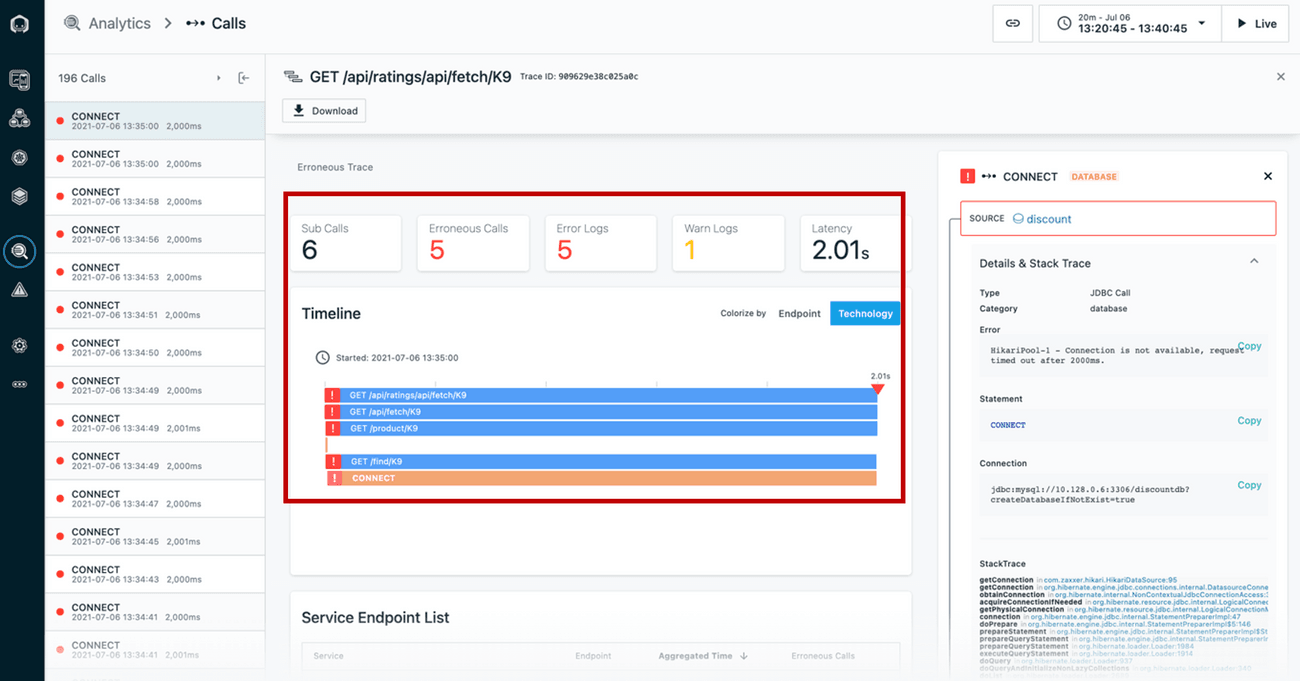 Analytics > Calls
20m - Jul 06
13:20:45 - 13:40:45
Live
196 Calls
CONNECT
2021-07-06 13:35:00 2,000ms
CONNECT
2021-07-06 13:35:00 2,000ms
CONNECT
2021-07-06 13:34:58 2,000ms
CONNECT
2021-07-06 13:34:56 2,000ms
CONNECT
2021-07-06 13:34:53 2,000ms
CONNECT
2021-07-06 13:34:51 2,000ms
CONNECT
2021-07-06 13:34:50 2,000ms
CONNECT
2021-07-06 13:34:49 2,000ms
CONNECT
2021-07-06 13:34:49 2,001ms
CONNECT
2021-07-06 13:34:49 2,000ms
CONNECT
2021-07-06 13:34:47 2,000ms
CONNECT
2021-07-06 13:34:45 2,001ms
CONNECT
2021-07-06 13:34:43 2,000ms
CONNECT
2021-07-06 13:34:41 2,000ms
CONNECT
2021-07-06 13:34:41 2,001ms
GET /api/ratings/api/fetch/K9 Trace ID: 909629e38c025a0c
Download
Erroneous Trace
Sub Calls
6
Erroneous Calls
5
Error Logs
5
Warn Logs
1
Latency
2.01s
Timeline
Colorize by Endpoint Technology
Started: 2021-07-06 13:35:00
2.01s
! GET /api/ratings/api/fetch/K9
! GET /api/fetch/K9
! GET /product/K9
! GET /find/K9
! CONNECT
Service Endpoint List
Service Endpoint Aggregated Time Erroneous Calls
! CONNECT DATABASE
SOURCE discount
Details & Stack Trace
Type JDBC Call
Category database
Error
Copy
HikariPool-1 - Connection is not available, request
timed out after 2000ms.
Statement
Copy
CONNECT
Connection
Copy
jdbc:mysql://10.128.0.6:3306/discountdb?
createDatabaseIfNotExist=true
StackTrace
getConnection in com.zaxxer.hikari.HikariDataSource:95
getConnection in org.hibernate.engine.jdbc.connections.internal.DatasourceConne
obtainConnection in org.hibernate.internal.NonContextualJdbcConnectionAccess:
acquireConnectionIfNeeded in org.hibernate.resource.jdbc.internal.LogicalConnec
getPhysicalConnection in org.hibernate.resource.jdbc.internal.LogicalConnection
connection in org.hibernate.engine.jdbc.internal.StatementPreparerImpl:47
doPrepare in org.hibernate.engine.jdbc.internal.StatementPreparerImpl$5:146
prepareStatement in org.hibernate.engine.jdbc.internal.StatementPreparerImpl$St
prepareQueryStatement in org.hibernate.engine.jdbc.internal.StatementPreparerIm
prepareQueryStatement in org.hibernate.loader.Loader:1984
executeQueryStatement in org.hibernate.loader.Loader:1914
doQuery in org.hibernate.loader.Loader:937
doQueryAndInitializeNonLazyCollections in org.hibernate.loader.Loader:340